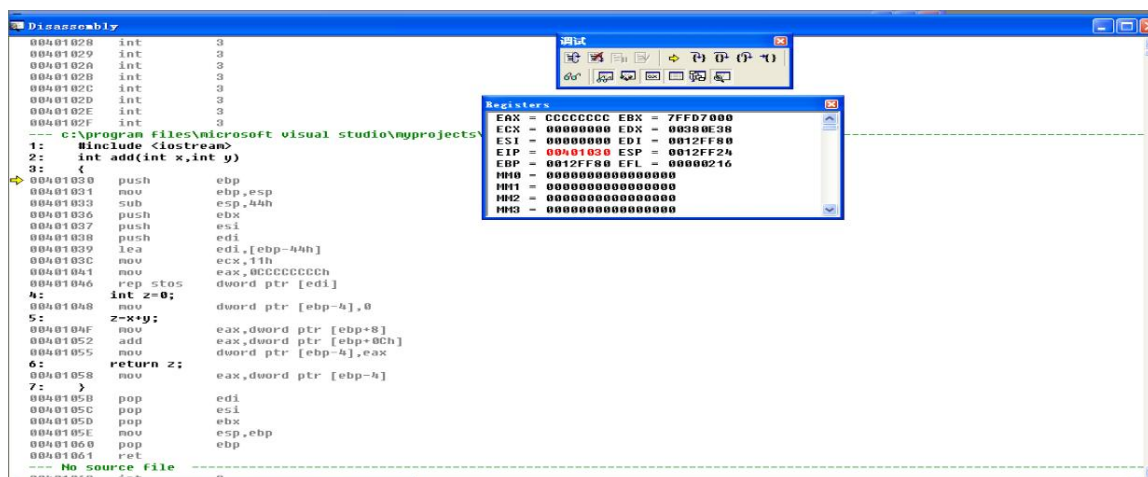 Disassembly
00401028 int 3
00401029 int 3
0040102A int 3
0040102B int 3
0040102C int 3
0040102D int 3
0040102E int 3
0040102F int 3
--- c:\program files\microsoft visual studio\myprojects\
1: #include <iostream>
2: int add(int x,int y)
3: {
00401030 push ebp
00401031 mov ebp,esp
00401033 sub esp,44h
00401036 push ebx
00401037 push esi
00401038 push edi
00401039 lea edi,[ebp-44h]
0040103C mov ecx,11h
00401041 mov eax,0CCCCCCCCh
00401046 rep stos dword ptr [edi]
4: int z=0;
00401048 mov dword ptr [ebp-4],0
5: z=x+y;
0040104F mov eax,dword ptr [ebp+8]
00401052 add eax,dword ptr [ebp+0Ch]
00401055 mov dword ptr [ebp-4],eax
6: return z;
00401058 mov eax,dword ptr [ebp-4]
7: }
0040105B pop edi
0040105C pop esi
0040105D pop ebx
0040105E mov esp,ebp
00401060 pop ebp
00401061 ret
--- No source file
调试
Registers
EAX = CCCCCCCC EBX = 7FFD7000
ECX = 00000000 EDX = 00380E38
ESI = 00000000 EDI = 0012FF80
EIP = 00401030 ESP = 0012FF24
EBP = 0012FF80 EFL = 00000216
MM0 = 0000000000000000
MM1 = 0000000000000000
MM2 = 0000000000000000
MM3 = 0000000000000000